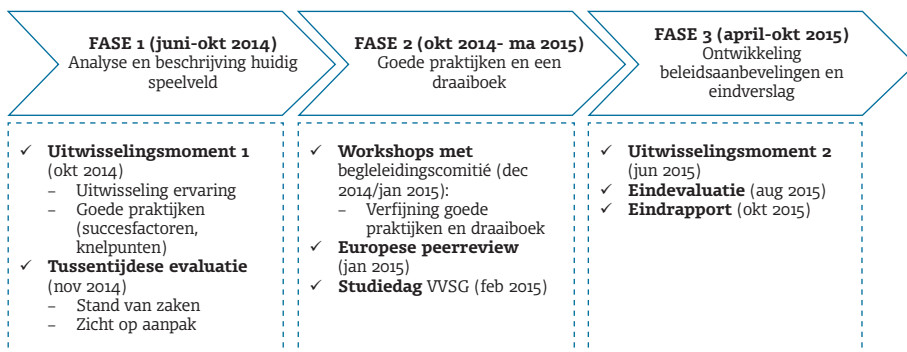 FASE 1 (juni-okt 2014)
Analyse en beschrijving huidig
speelveld
FASE 2 (okt 2014- ma 2015)
Goede praktijken en een
draaiboek
FASE 3 (april-okt 2015)
Ontwikkeling
beleidsaanbevelingen en
eindverslag
✓ Uitwisselingsmoment 1
(okt 2014)
– Uitwisseling ervaring
– Goede praktijken
(succesfactoren,
knelpunten)
✓ Tussentijdese evaluatie
(nov 2014)
– Stand van zaken
– Zicht op aanpak
✓ Workshops met
begleleidingscomitié (dec
2014/jan 2015):
– Verfijning goede
praktijken en draaiboek
✓ Europese peerreview
(jan 2015)
✓ Studiedag VVSG (feb 2015)
✓ Uitwisselingsmoment 2
(jun 2015)
✓ Eindevaluatie (aug 2015)
✓ Eindrapport (okt 2015)